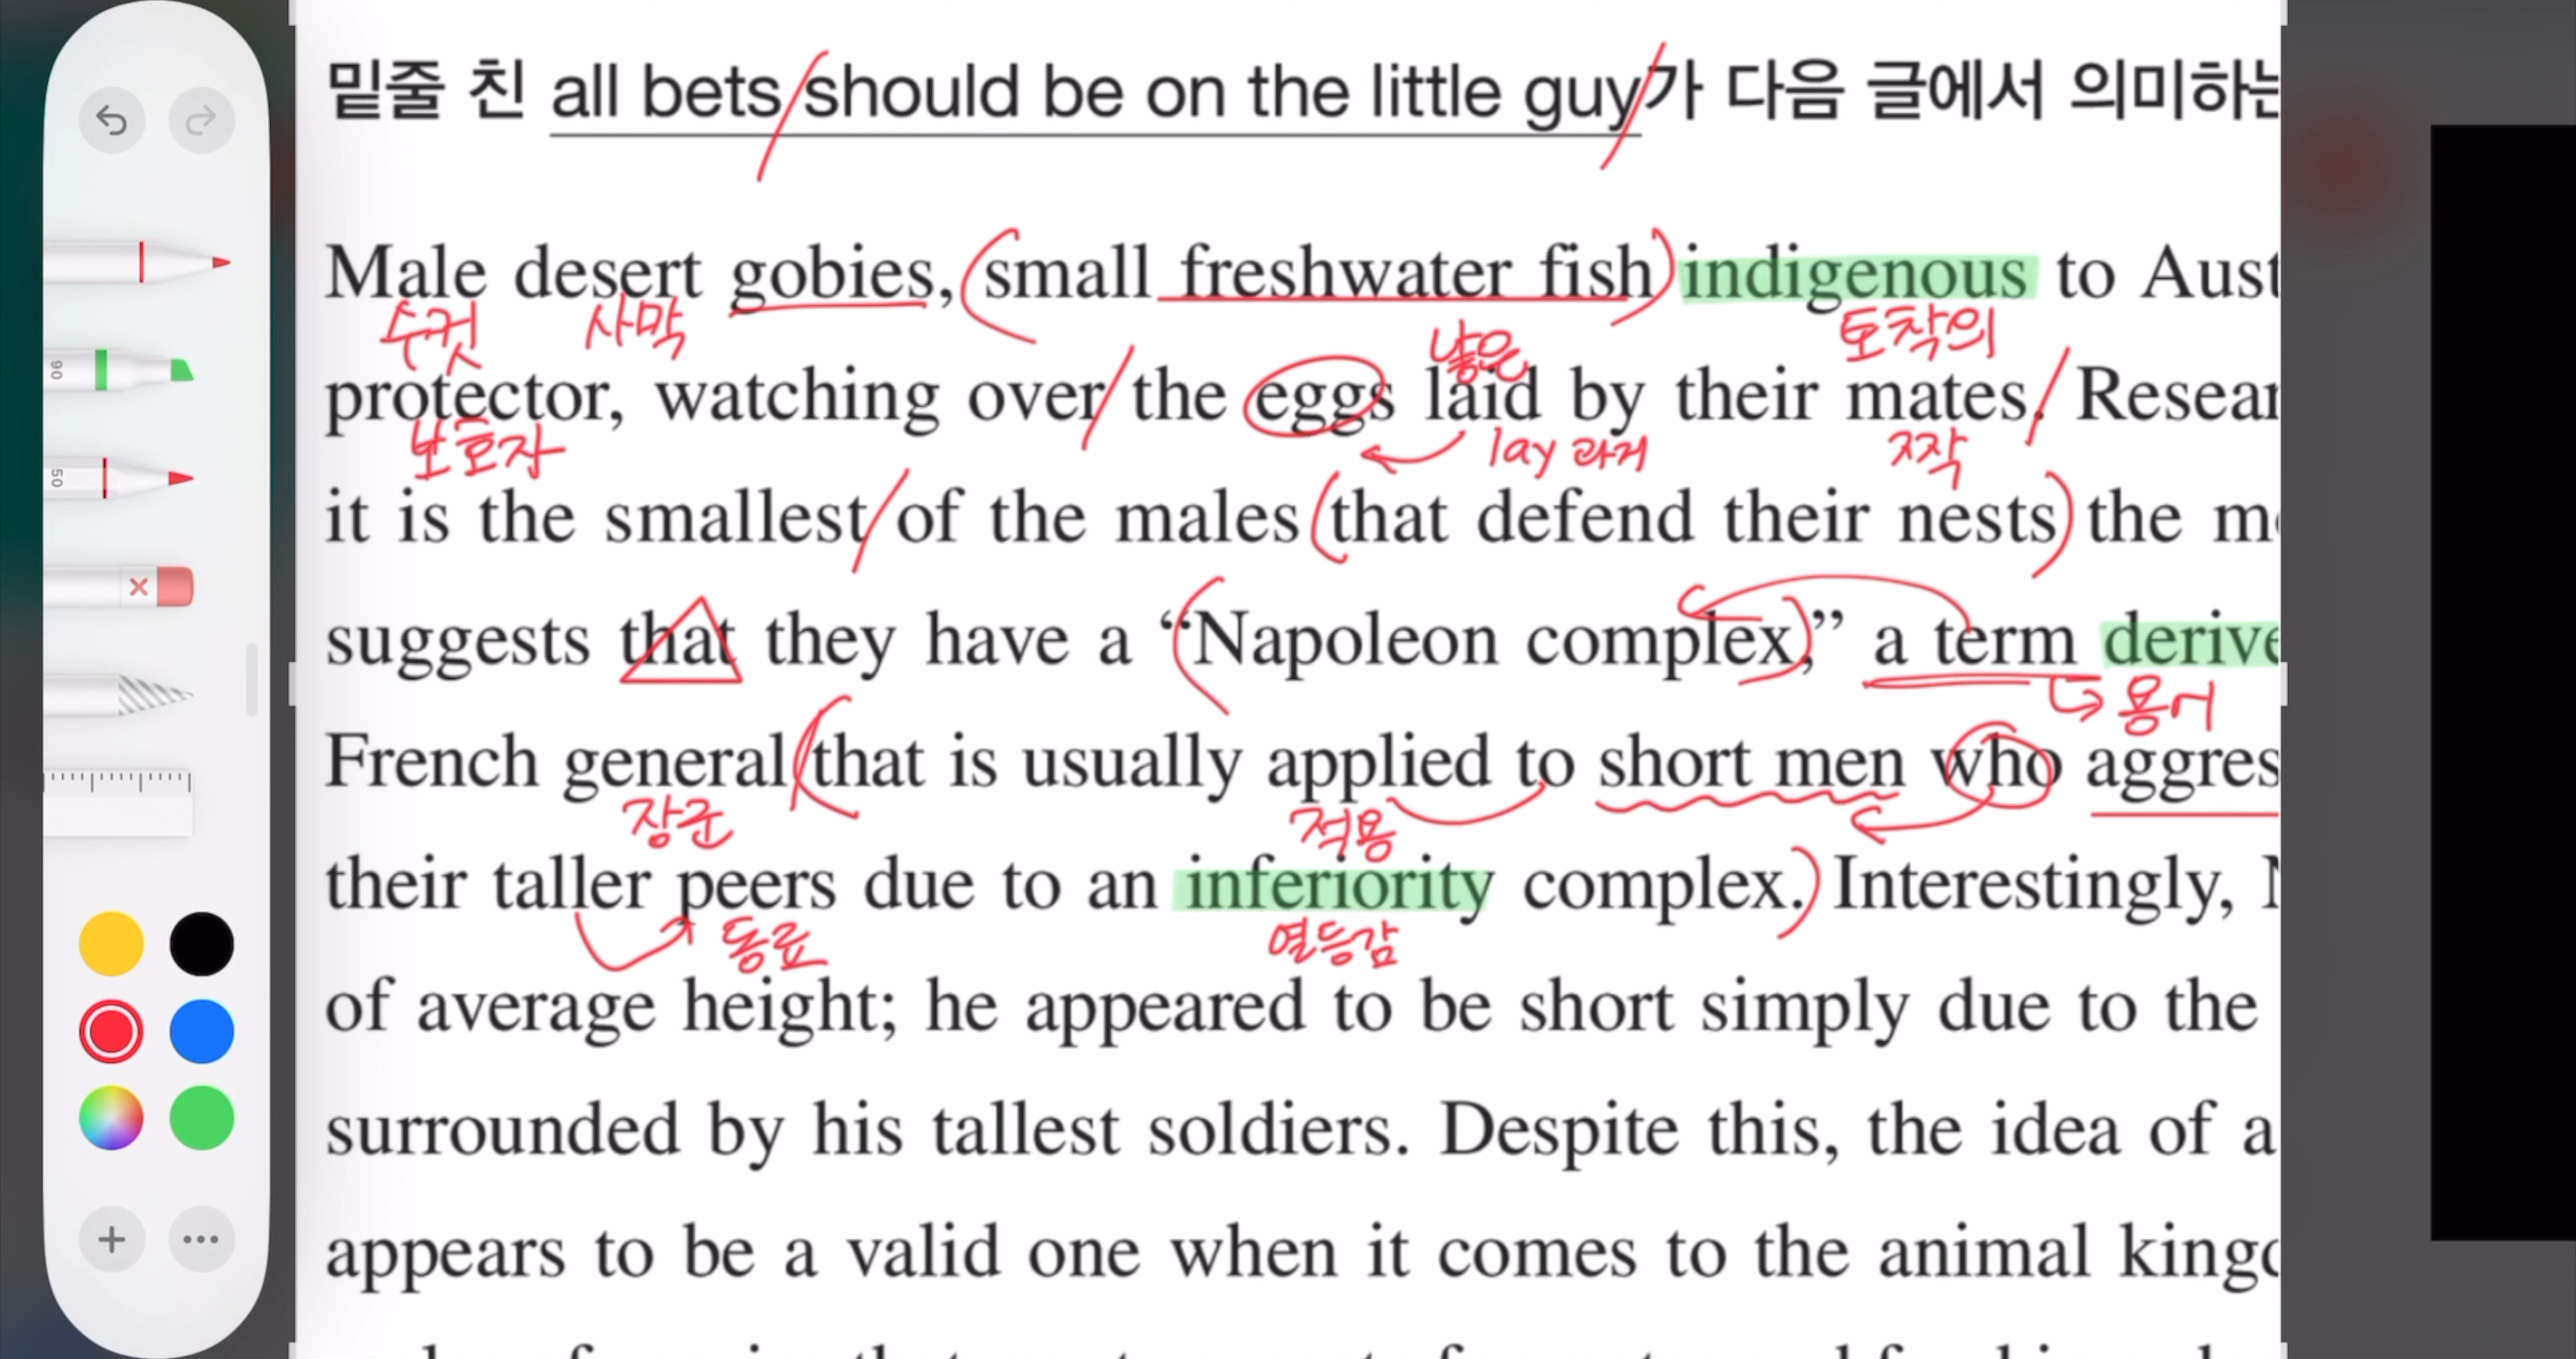 밑줄 친 all bets should be on the little guy가 다음 글에서 의미하는
Male desert gobies, (small freshwater fish) indigenous to Aust
수컷 사막 낳은 토착의
protector, watching over the eggs laid by their mates. Resear
보호자 lay 과거 짝
it is the smallest of the males (that defend their nests) the m
suggests that they have a “Napoleon complex,” a term derive
용어
French general (that is usually applied to short men who aggres
장군 적용
their taller peers due to an inferiority complex.) Interestingly,
동료 열등감
of average height; he appeared to be short simply due to the
surrounded by his tallest soldiers. Despite this, the idea of a
appears to be a valid one when it comes to the animal kingd
90
50